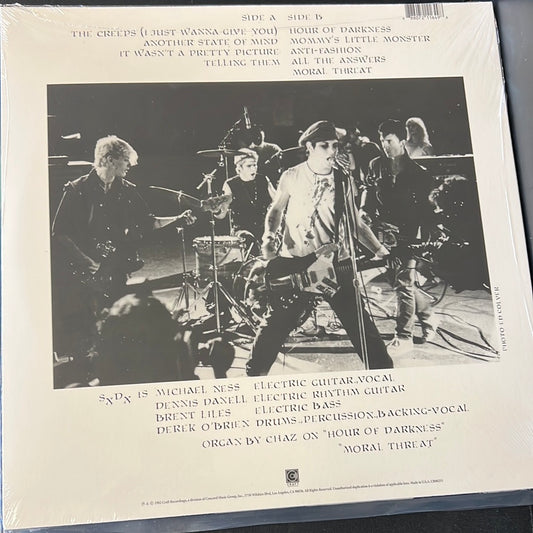 SIDE A SIDE B
THE CREEPS (I JUST WANNA GIVE YOU) HOUR OF DARKNESS
ANOTHER STATE OF MIND MOMMY'S LITTLE MONSTER
IT WASN'T A PRETTY PICTURE ANTI-FASHION
TELLING THEM ALL THE ANSWERS
MORAL THREAT
PHOTO: ED COLVER
SxDx IS MICHAEL NESS ELECTRIC GUITAR..VOCAL
DENNIS DANELL ELECTRIC RHYTHM GUITAR
BRENT LILES ELECTRIC BASS
DEREK O'BRIEN DRUMS..PERCUSSION..BACKING-VOCAL
ORGAN BY CHAZ ON "HOUR OF DARKNESS"
"MORAL THREAT"